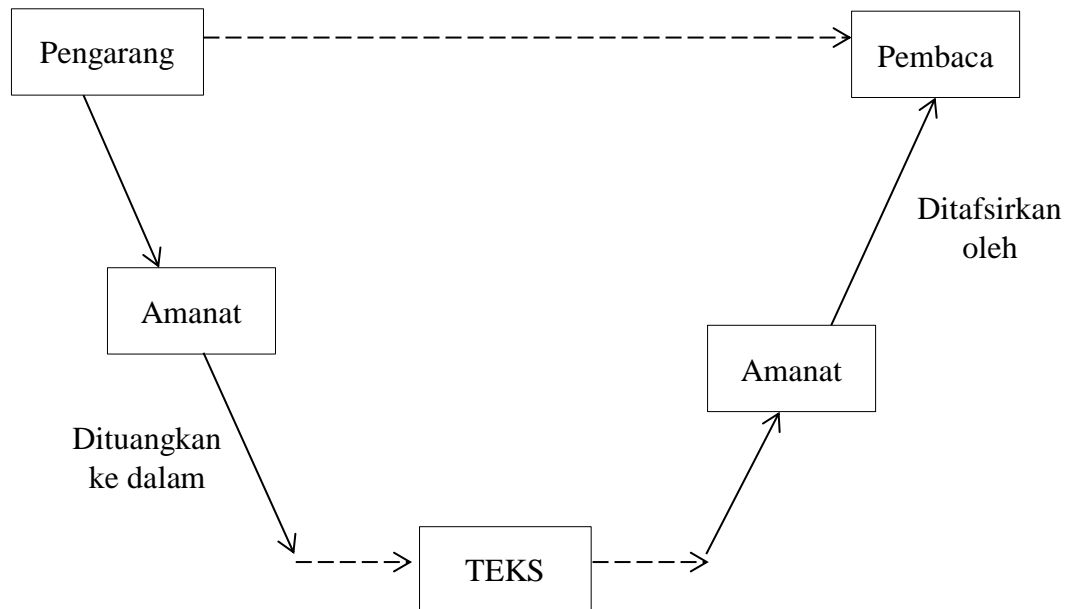 Pengarang
Pembaca
Ditafsirkan
oleh
Amanat
Amanat
Dituangkan
ke dalam
TEKS